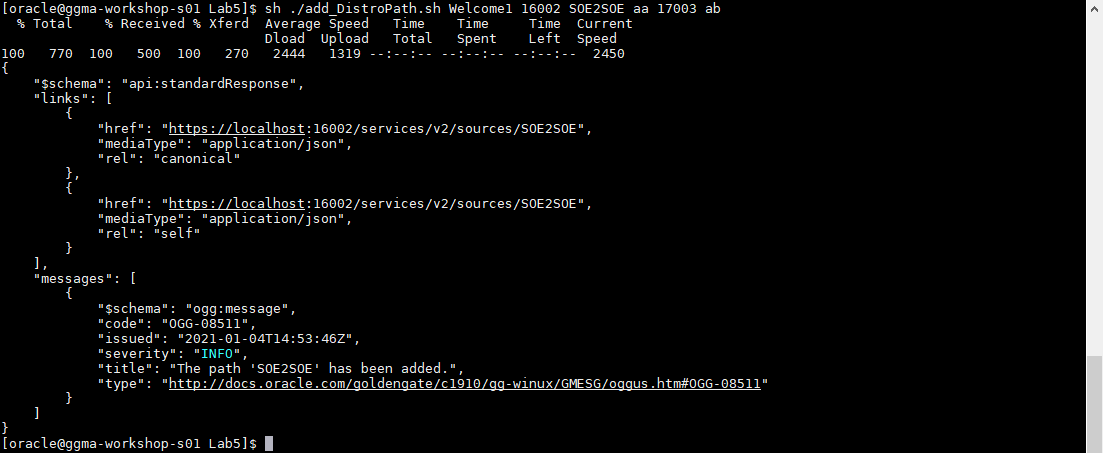 [oracle@ggma-workshop-s01 Lab5]$ sh ./add_DistroPath.sh Welcome1 16002 SOE2SOE aa 17003 ab
  % Total    % Received % Xferd  Average Speed   Time    Time     Time  Current
                                 Dload  Upload   Total   Spent    Left  Speed
100   770  100   500  100   270   2444   1319 --:--:-- --:--:-- --:--:--  2450
{
    "$schema": "api:standardResponse",
    "links": [
        {
            "href": "https://localhost:16002/services/v2/sources/SOE2SOE",
            "mediaType": "application/json",
            "rel": "canonical"
        },
        {
            "href": "https://localhost:16002/services/v2/sources/SOE2SOE",
            "mediaType": "application/json",
            "rel": "self"
        }
    ],
    "messages": [
        {
            "$schema": "ogg:message",
            "code": "OGG-08511",
            "issued": "2021-01-04T14:53:46Z",
            "severity": "INFO",
            "title": "The path 'SOE2SOE' has been added.",
            "type": "http://docs.oracle.com/goldengate/c1910/gg-winux/GMESG/oggus.htm#OGG-08511"
        }
    ]
}
[oracle@ggma-workshop-s01 Lab5]$